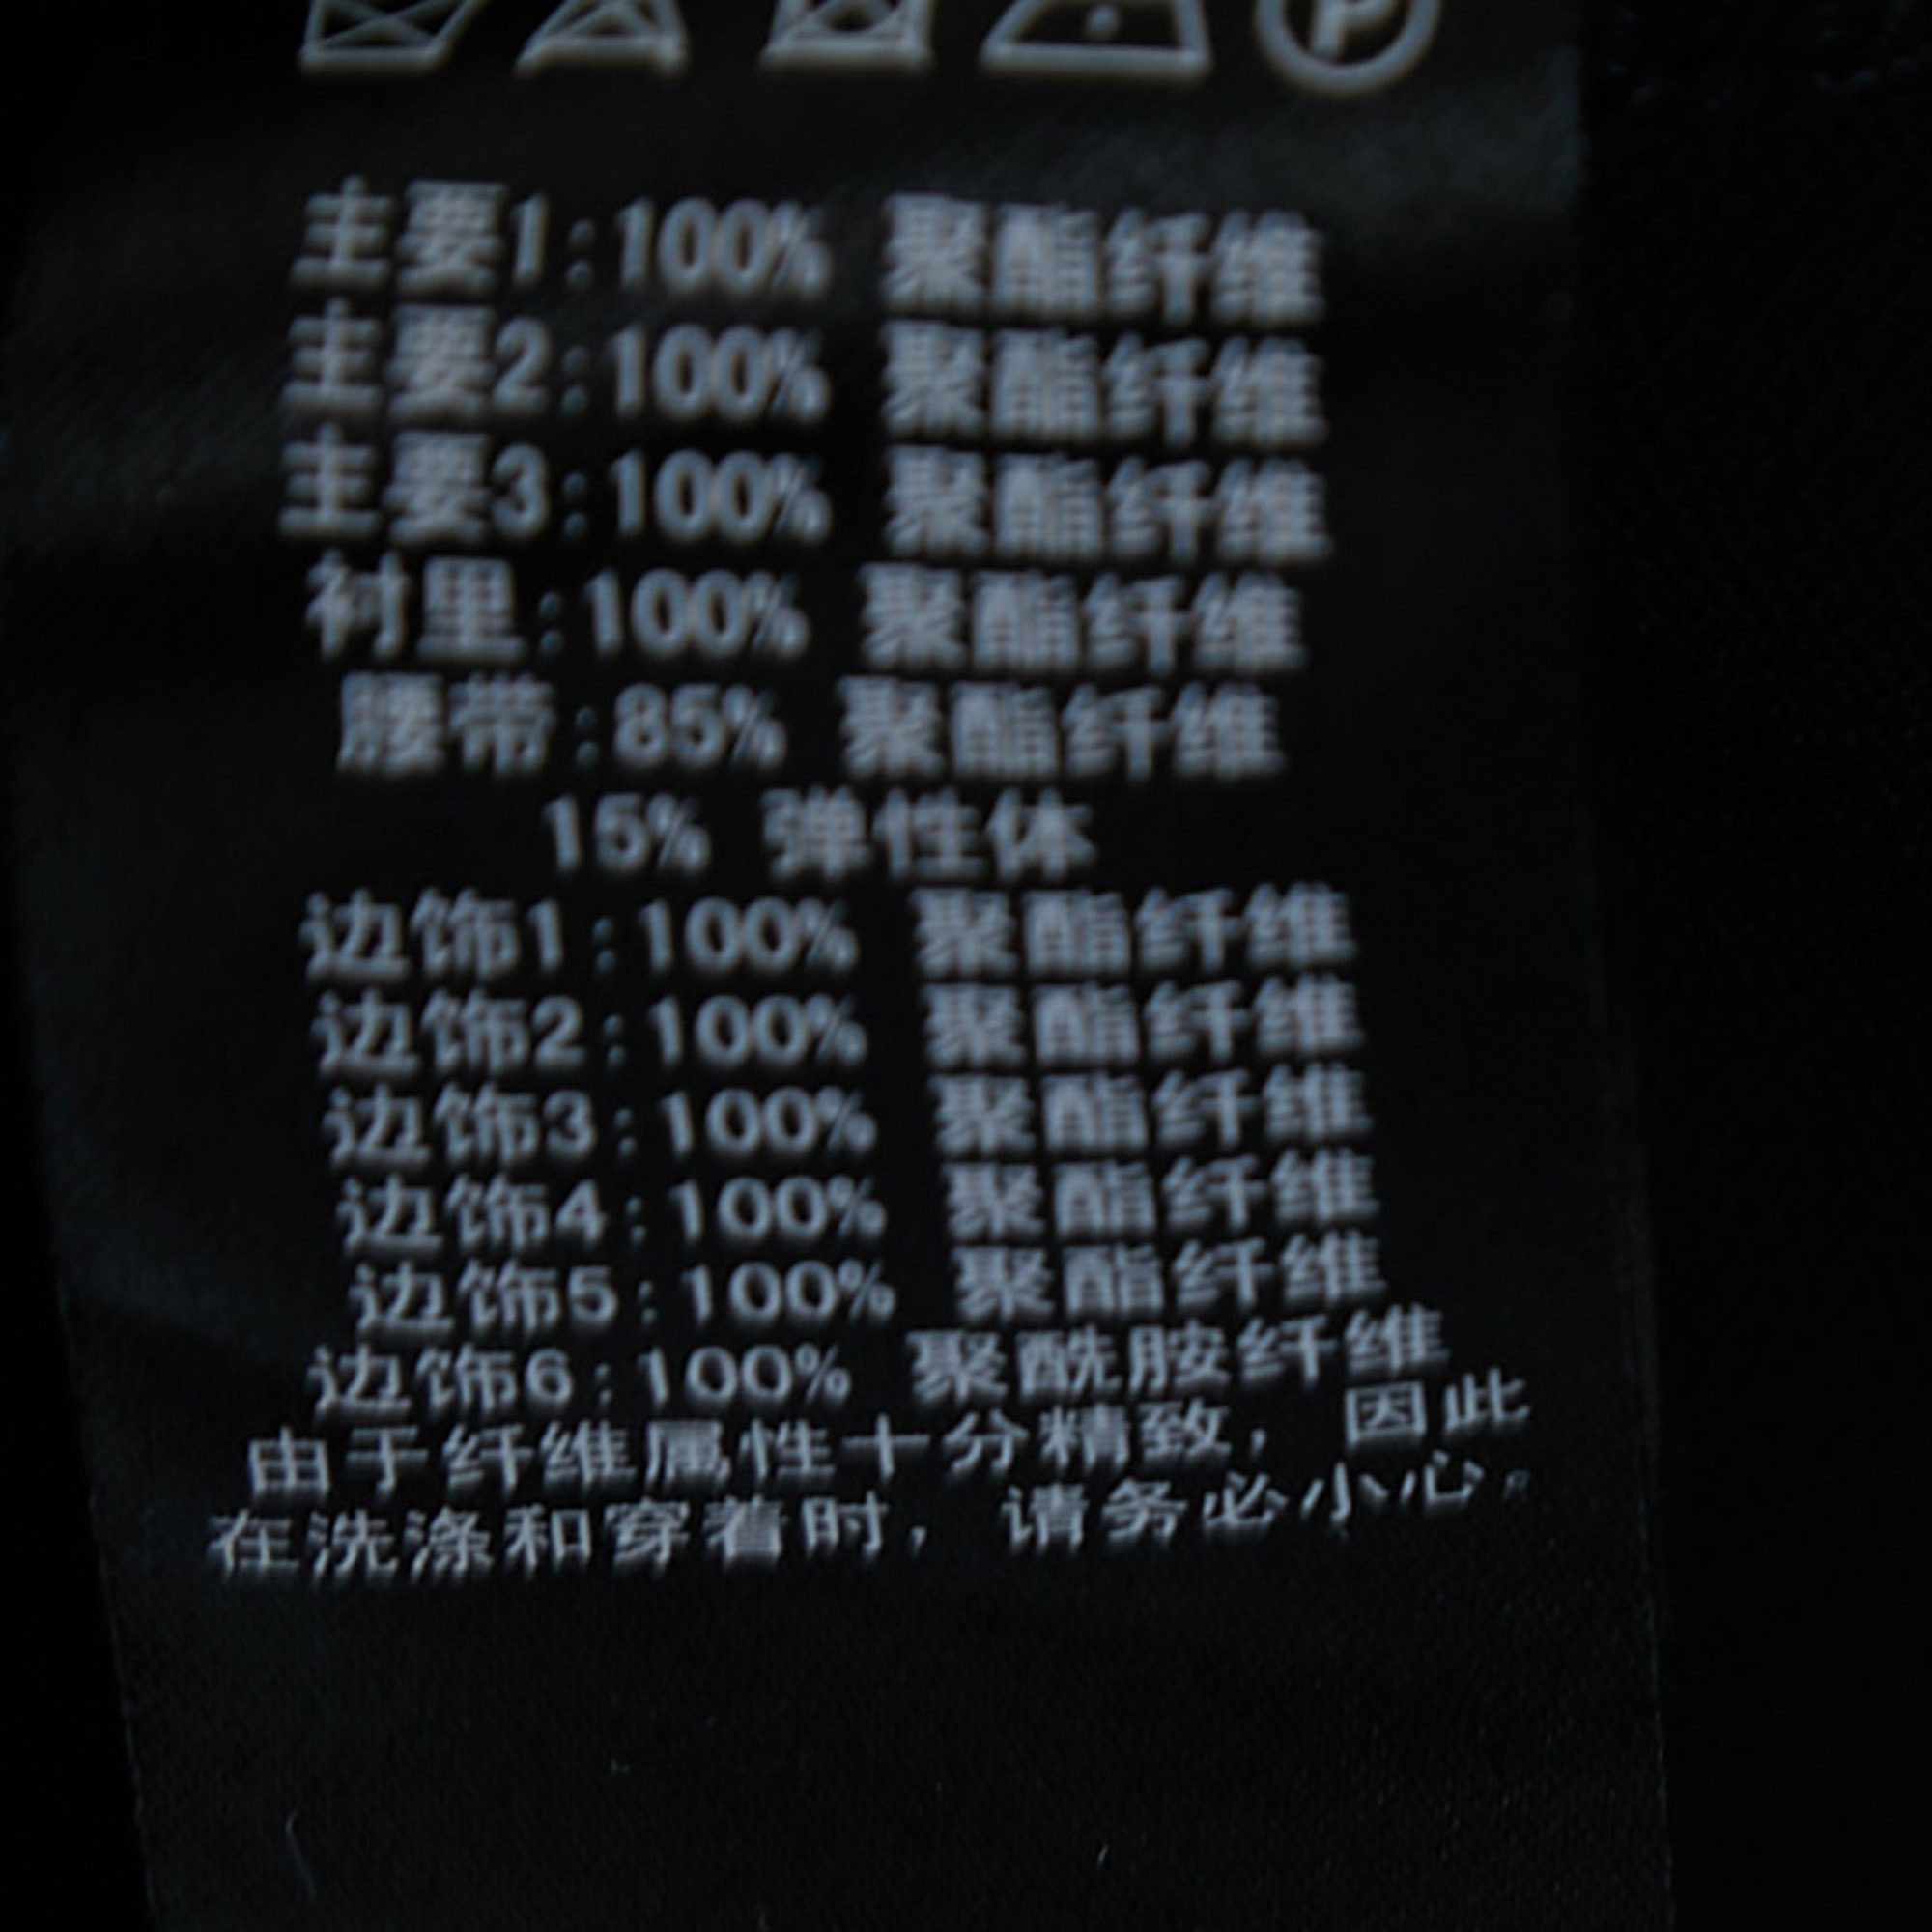 主要1:100% 聚酯纤维
主要2:100% 聚酯纤维
主要3:100% 聚酯纤维
衬里:100% 聚酯纤维
腰带:85% 聚酯纤维
15% 弹性体
边饰1:100% 聚酯纤维
边饰2:100% 聚酯纤维
边饰3:100% 聚酯纤维
边饰4:100% 聚酯纤维
边饰5:100% 聚酯纤维
边饰6:100% 聚酰胺纤维
由于纤维属性十分精致，因此
在洗涤和穿着时，请务必小心。